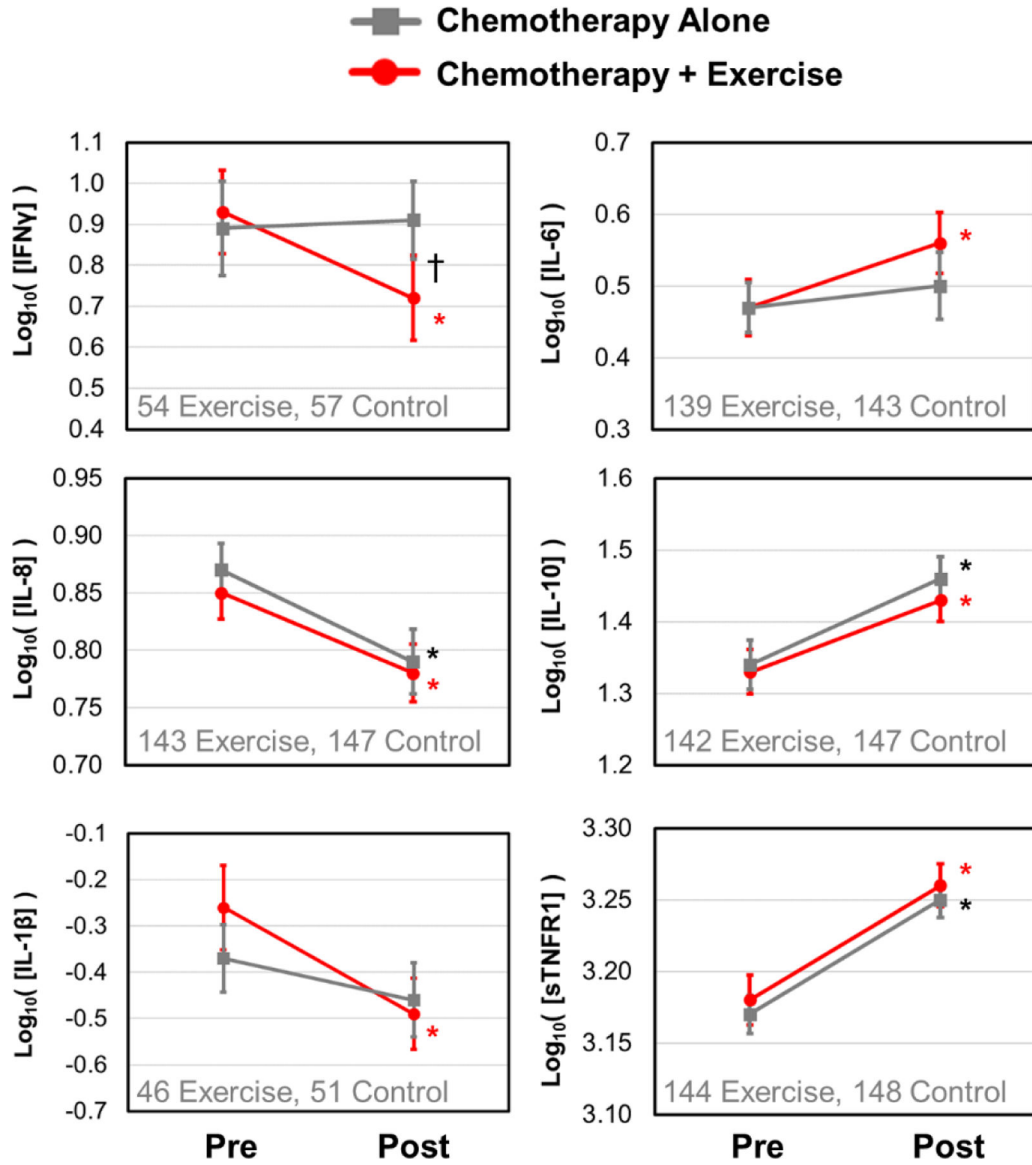 Chemotherapy Alone
Chemotherapy + Exercise
Log₁₀( [IFNγ] )
1.1
1.0
0.9
0.8
0.7
0.6
0.5
0.4
†
*
54 Exercise, 57 Control
Log₁₀( [IL-6] )
0.7
0.6
0.5
0.4
0.3
*
139 Exercise, 143 Control
Log₁₀( [IL-8] )
0.95
0.90
0.85
0.80
0.75
0.70
*
*
143 Exercise, 147 Control
Log₁₀( [IL-10] )
1.6
1.5
1.4
1.3
1.2
*
*
142 Exercise, 147 Control
Log₁₀( [IL-1β] )
-0.1
-0.2
-0.3
-0.4
-0.5
-0.6
-0.7
*
46 Exercise, 51 Control
Pre Post
Log₁₀( [sTNFR1] )
3.30
3.25
3.20
3.15
3.10
*
*
144 Exercise, 148 Control
Pre Post